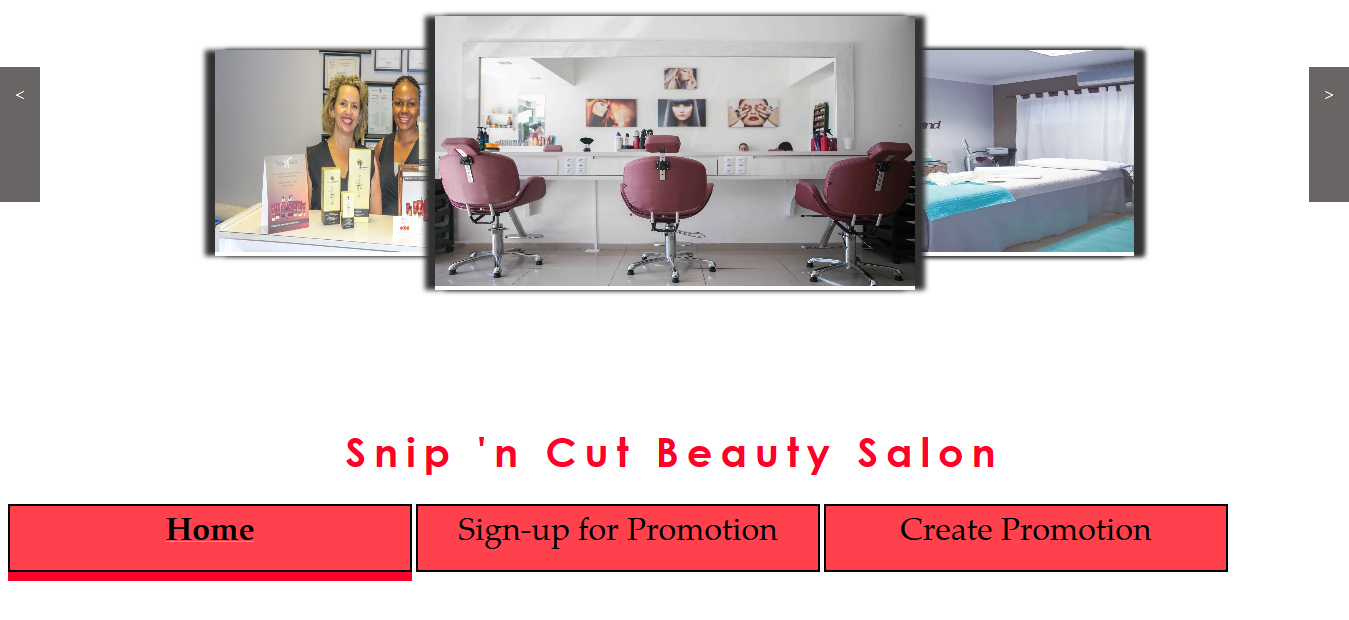 <
>
Snip 'n Cut Beauty Salon
Home
Sign-up for Promotion
Create Promotion